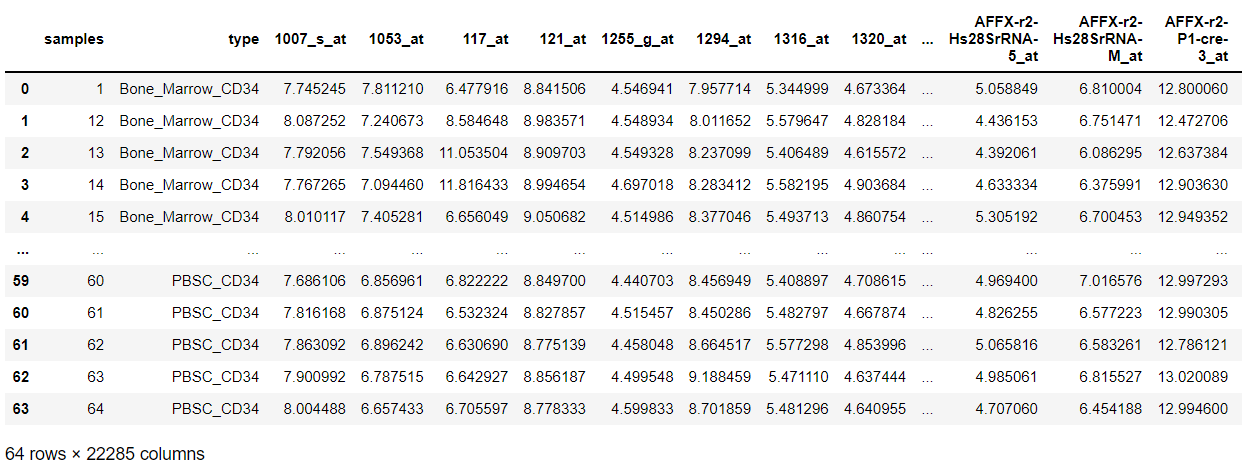 samples type 1007_s_at 1053_at 117_at 121_at 1255_g_at 1294_at 1316_at 1320_at ... AFFX-r2-Hs28SrRNA-5_at AFFX-r2-Hs28SrRNA-M_at AFFX-r2-P1-cre-3_at
0 1 Bone_Marrow_CD34 7.745245 7.811210 6.477916 8.841506 4.546941 7.957714 5.344999 4.673364 ... 5.058849 6.810004 12.800060
1 12 Bone_Marrow_CD34 8.087252 7.240673 8.584648 8.983571 4.548934 8.011652 5.579647 4.828184 ... 4.436153 6.751471 12.472706
2 13 Bone_Marrow_CD34 7.792056 7.549368 11.053504 8.909703 4.549328 8.237099 5.406489 4.615572 ... 4.392061 6.086295 12.637384
3 14 Bone_Marrow_CD34 7.767265 7.094460 11.816433 8.994654 4.697018 8.283412 5.582195 4.903684 ... 4.633334 6.375991 12.903630
4 15 Bone_Marrow_CD34 8.010117 7.405281 6.656049 9.050682 4.514986 8.377046 5.493713 4.860754 ... 5.305192 6.700453 12.949352
... ... ... ... ... ... ... ... ... ... ... ... ... ... ...
59 60 PBSC_CD34 7.686106 6.856961 6.822222 8.849700 4.440703 8.456949 5.408897 4.708615 ... 4.969400 7.016576 12.997293
60 61 PBSC_CD34 7.816168 6.875124 6.532324 8.827857 4.515457 8.450286 5.482797 4.667874 ... 4.826255 6.577223 12.990305
61 62 PBSC_CD34 7.863092 6.896242 6.630690 8.775139 4.458048 8.664517 5.577298 4.853996 ... 5.065816 6.583261 12.786121
62 63 PBSC_CD34 7.900992 6.787515 6.642927 8.856187 4.499548 9.188459 5.471110 4.637444 ... 4.985061 6.815527 13.020089
63 64 PBSC_CD34 8.004488 6.657433 6.705597 8.778333 4.599833 8.701859 5.481296 4.640955 ... 4.707060 6.454188 12.994600
64 rows × 22285 columns